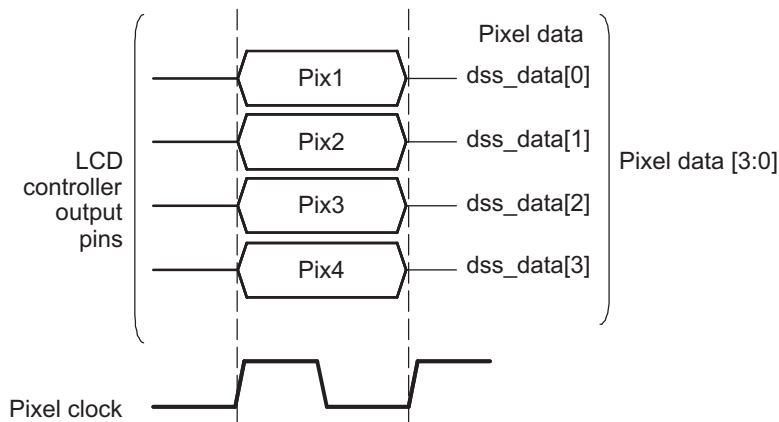 Pixel data
Pix1
dss_data[0]
Pix2
dss_data[1]
LCD
controller
output
pins
Pixel data [3:0]
Pix3
dss_data[2]
Pix4
dss_data[3]
Pixel clock